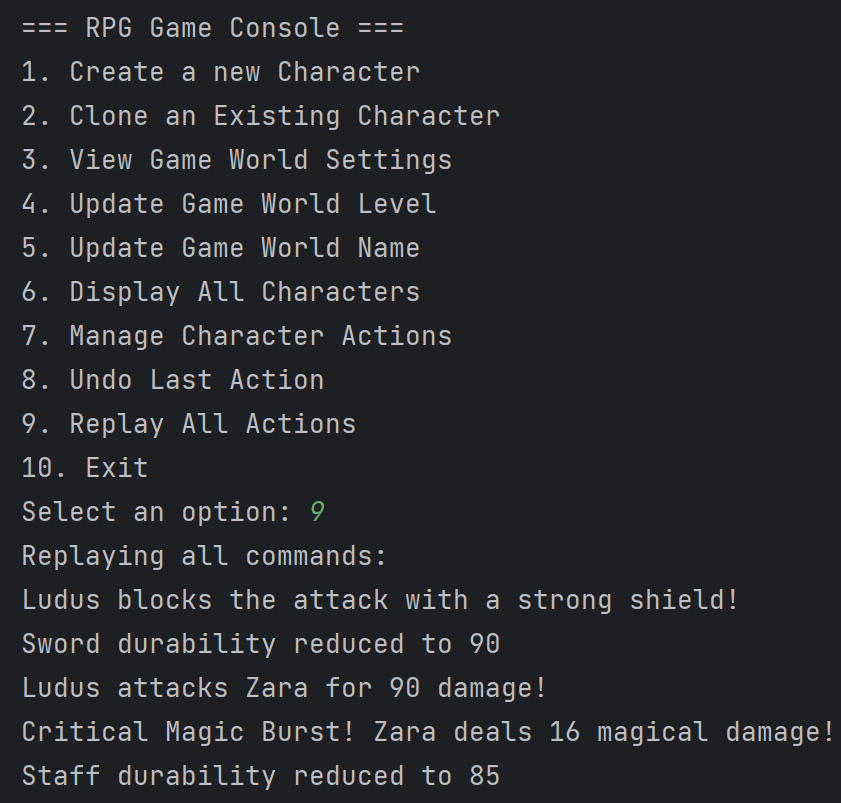 === RPG Game Console ===
1. Create a new Character
2. Clone an Existing Character
3. View Game World Settings
4. Update Game World Level
5. Update Game World Name
6. Display All Characters
7. Manage Character Actions
8. Undo Last Action
9. Replay All Actions
10. Exit
Select an option: 9
Replaying all commands:
Ludus blocks the attack with a strong shield!
Sword durability reduced to 90
Ludus attacks Zara for 90 damage!
Critical Magic Burst! Zara deals 16 magical damage!
Staff durability reduced to 85